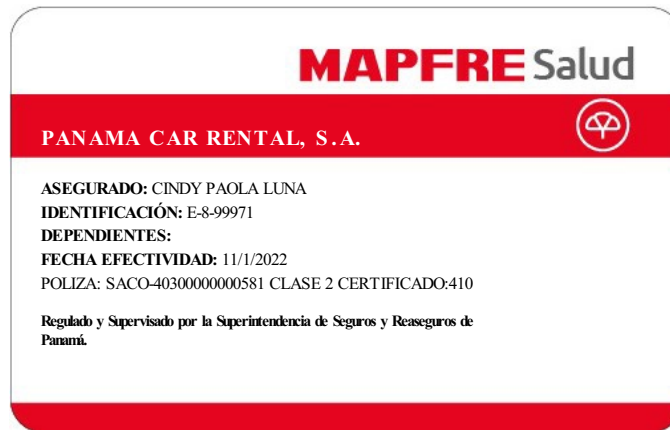 MAPFRE Salud
PANAMA CAR RENTAL, S.A.
ASEGURADO: CINDY PAOLA LUNA
IDENTIFICACIÓN: E-8-99971
DEPENDIENTES:
FECHA EFECTIVIDAD: 11/1/2022
POLIZA: SACO-40300000000581 CLASE 2 CERTIFICADO:410
Regulado y Supervisado por la Superintendencia de Seguros y Reaseguros de
Panamá.